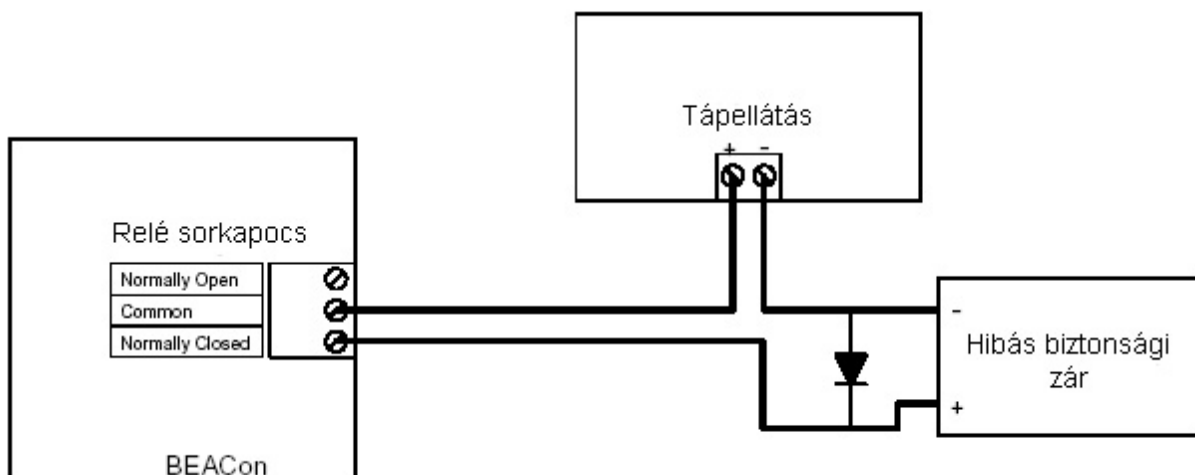 Tápellátás
+ -
Relé sorkapocs
Normally Open
Common
Normally Closed
-
Hibás biztonsági
zár
+
BEACon